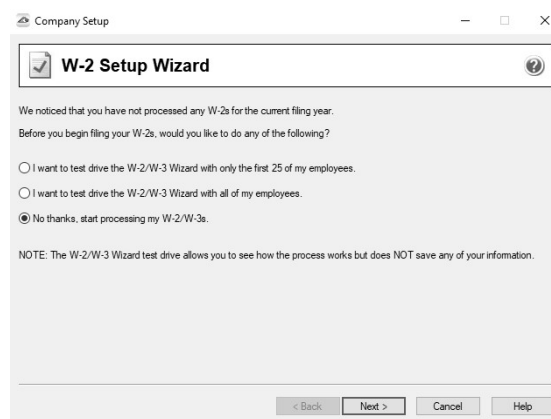 Company Setup
W-2 Setup Wizard
We noticed that you have not processed any W-2s for the current filing year.
Before you begin filing your W-2s, would you like to do any of the following?
I want to test drive the W-2/W-3 Wizard with only the first 25 of my employees.
I want to test drive the W-2/W-3 Wizard with all of my employees.
No thanks, start processing my W-2/W-3s.
NOTE: The W-2/W-3 Wizard test drive allows you to see how the process works but does NOT save any of your information.
< Back Next > Cancel Help